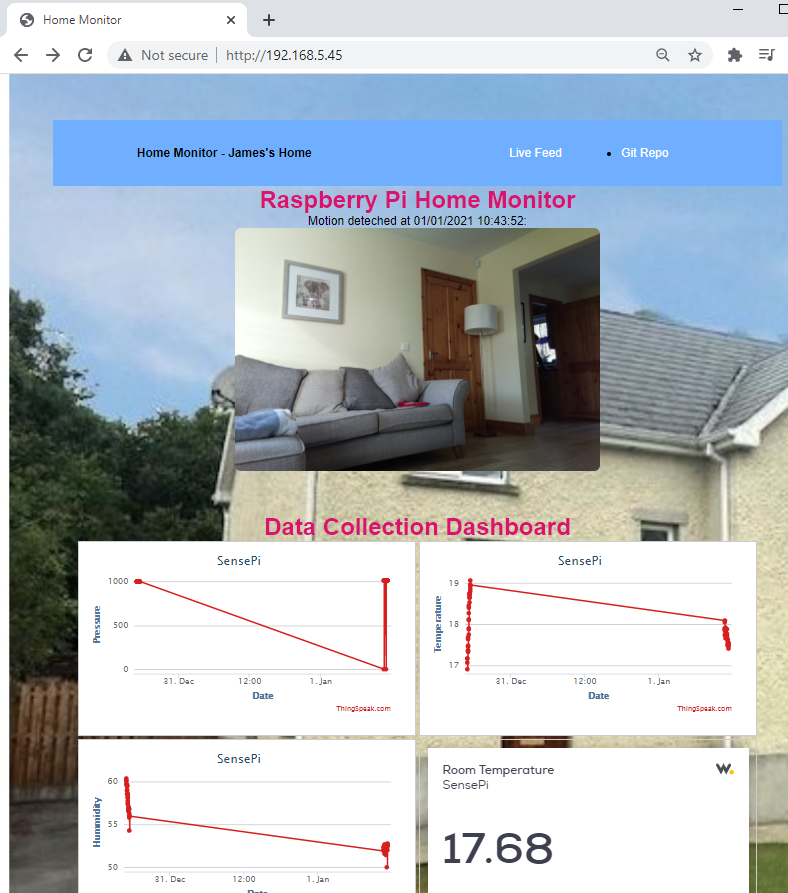 Home Monitor
Not secure | http://192.168.5.45
Home Monitor - James's Home Live Feed • Git Repo
Raspberry Pi Home Monitor
Motion deteched at 01/01/2021 10:43:52:
Data Collection Dashboard
SensePi
1000
500
0
Pressure
31. Dec 12:00 1. Jan
Date
ThingSpeak.com
SensePi
19
18
17
Temperature
31. Dec 12:00 1. Jan
Date
ThingSpeak.com
SensePi
60
55
50
Hummidity
31. Dec 12:00 1. Jan
Date
Room Temperature
SensePi
17.68